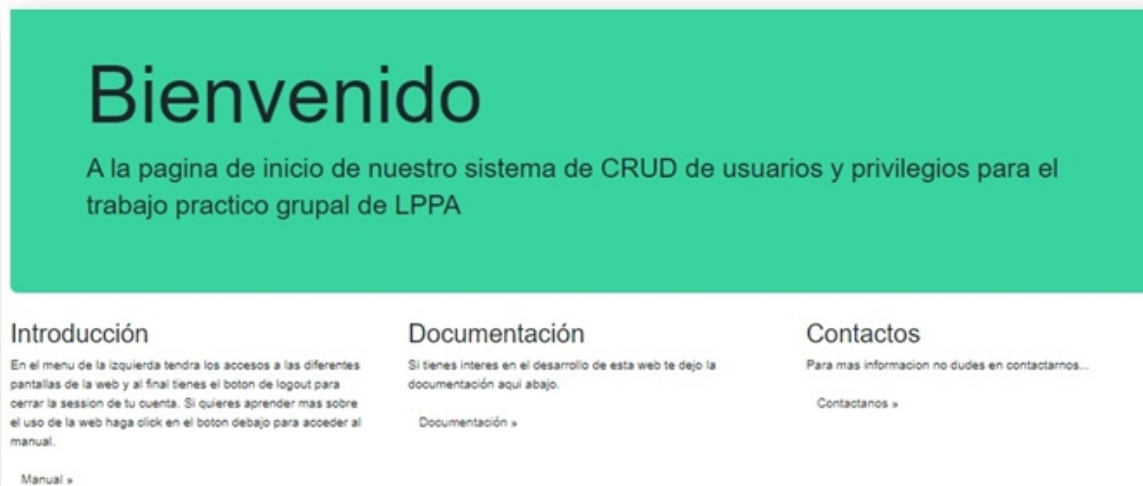 Bienvenido
A la pagina de inicio de nuestro sistema de CRUD de usuarios y privilegios para el
trabajo practico grupal de LPPA
Introducción
En el menu de la izquierda tendra los accesos a las diferentes
pantallas de la web y al final tienes el boton de logout para
cerrar la session de tu cuenta. Si quieres aprender mas sobre
el uso de la web haga click en el boton debajo para acceder al
manual.
Manual »
Documentación
Si tienes interes en el desarrollo de esta web te dejo la
documentación aqui abajo.
Documentación »
Contactos
Para mas informacion no dudes en contactarnos...
Contactanos »